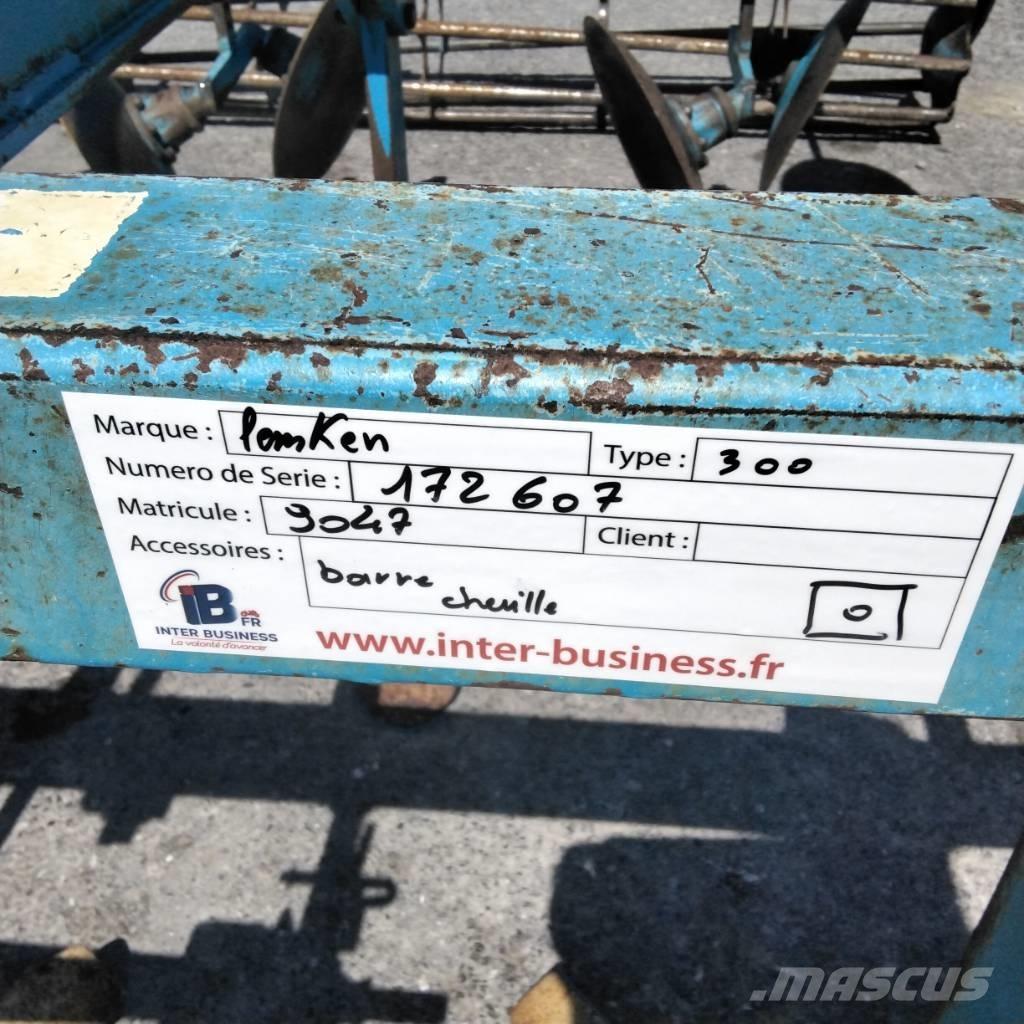 Marque : lemKen Type : 300
Numero de Serie : 172 607
Matricule : 9047 Client :
Accessoires : barre
cheville 0
iB FR
INTER BUSINESS
La volonté d'avancer
www.inter-business.fr
.MASCUS